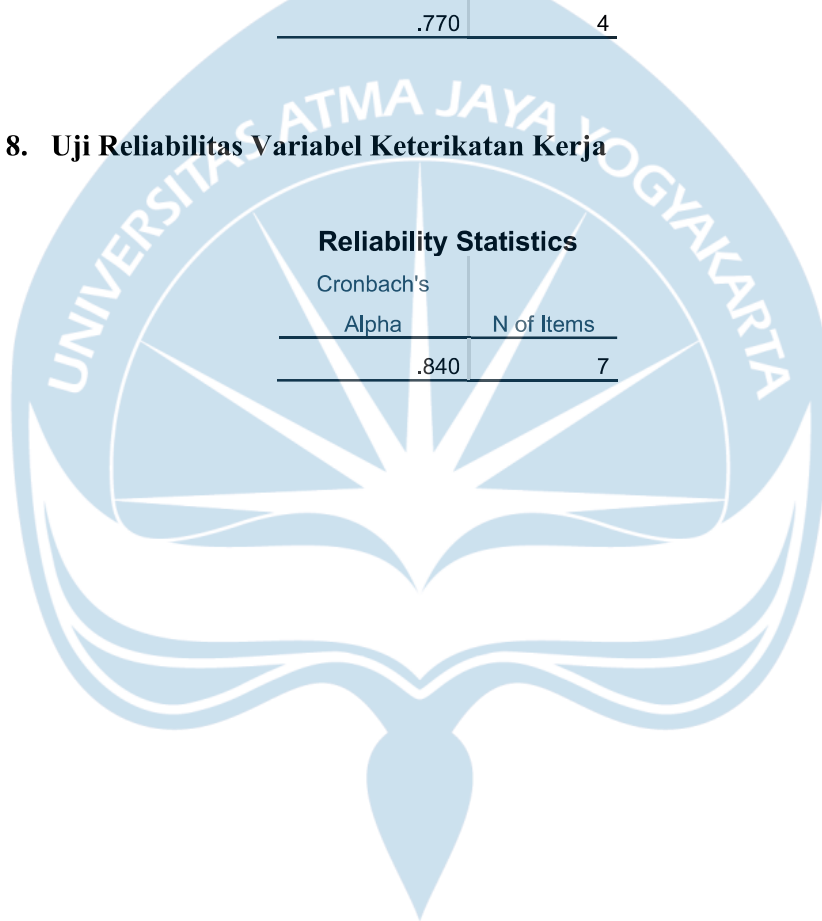 .770 4
UNIVERSITAS ATMA JAYA YOGYAKARTA
8. Uji Reliabilitas Variabel Keterikatan Kerja
Reliability Statistics
Cronbach's
Alpha N of Items
.840 7